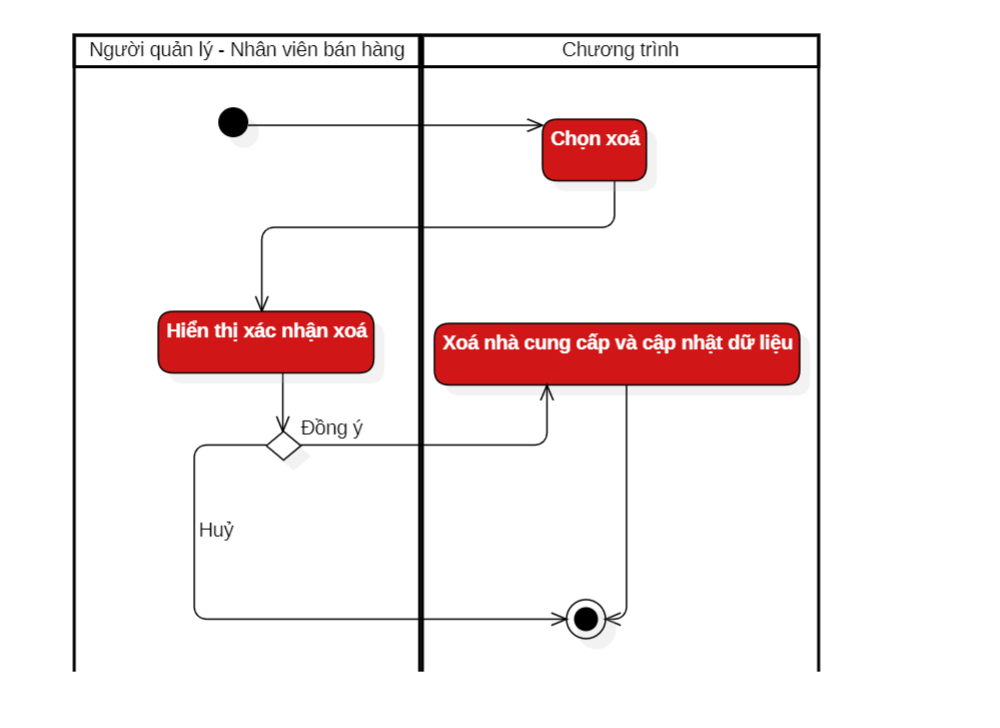 Người quản lý - Nhân viên bán hàng
Chương trình
Chọn xoá
Hiển thị xác nhận xoá
Xoá nhà cung cấp và cập nhật dữ liệu
Đồng ý
Huỷ